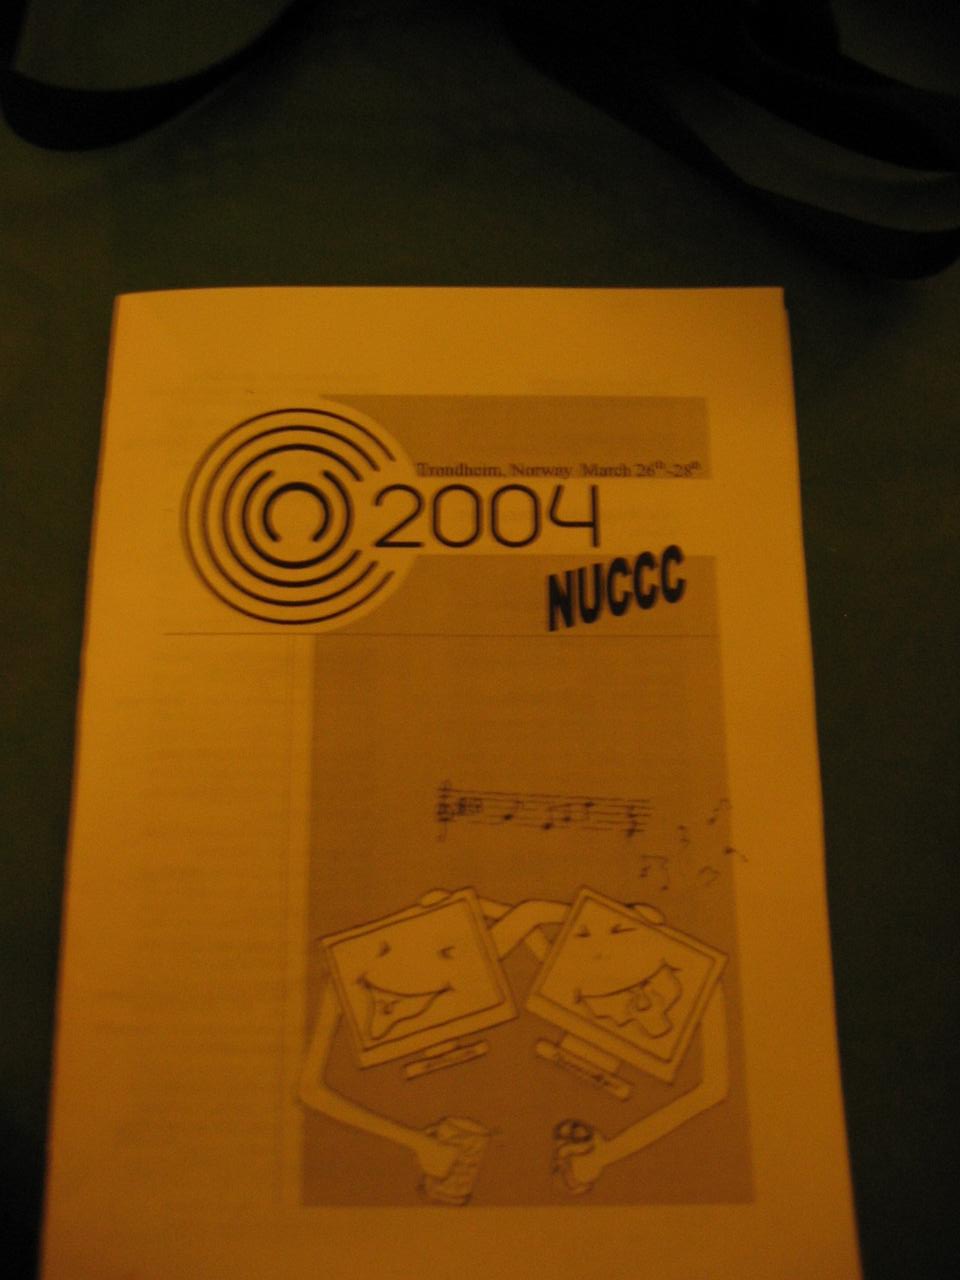 Trondheim, Norway March 26th-28th
2004
NUCCC